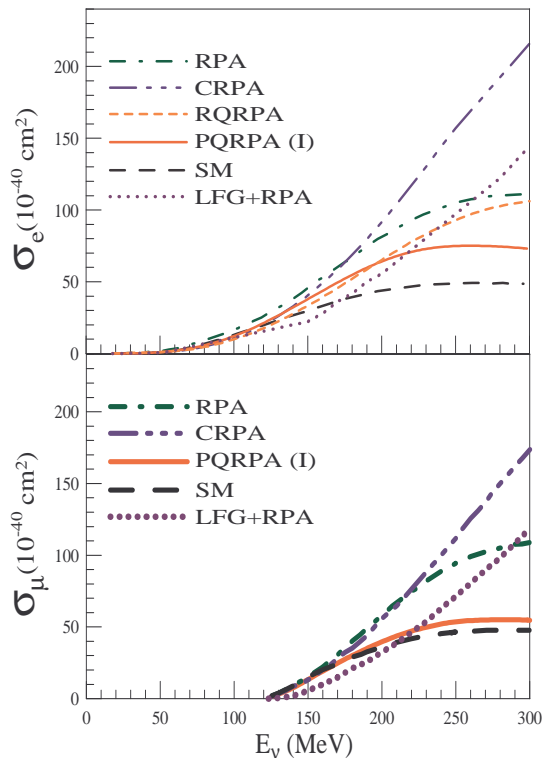 200
150
100
50
0
σe(10-40 cm2)
RPA
CRPA
RQRPA
PQRPA (I)
SM
LFG+RPA
200
150
100
50
0
σμ(10-40 cm2)
RPA
CRPA
PQRPA (I)
SM
LFG+RPA
0 50 100 150 200 250 300
Eν (MeV)